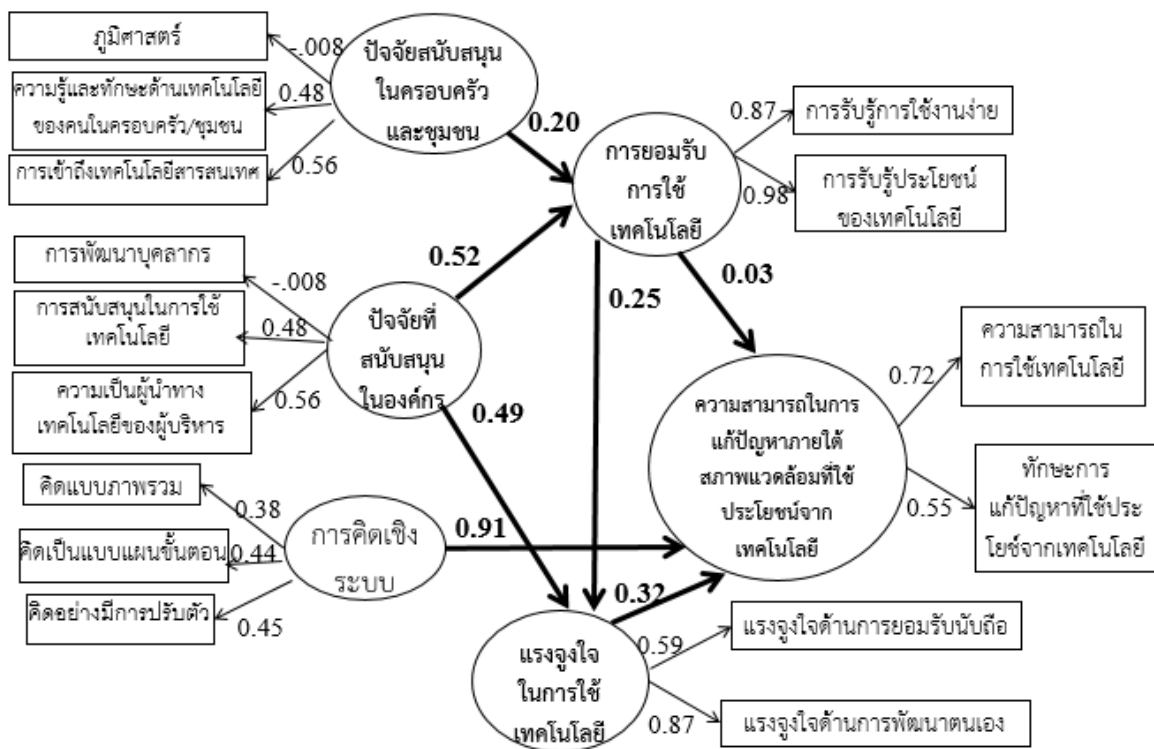 ภูมิศาสตร์
-.008
ความรู้และทักษะด้านเทคโนโลยี
ของคนในครอบครัว/ชุมชน
0.48
การเข้าถึงเทคโนโลยีสารสนเทศ
0.56
ปัจจัยสนับสนุน
ในครอบครัว
และชุมชน
0.20
การยอมรับ
การใช้
เทคโนโลยี
0.87
การรับรู้การใช้งานง่าย
0.98
การรับรู้ประโยชน์
ของเทคโนโลยี
การพัฒนาบุคลากร
-.008
การสนับสนุนในการใช้
เทคโนโลยี
0.48
ความเป็นผู้นำทาง
เทคโนโลยีของผู้บริหาร
0.56
ปัจจัยที่
สนับสนุน
ในองค์กร
0.52
0.49
0.25
0.03
ความสามารถในการ
แก้ปัญหาภายใต้
สภาพแวดล้อมที่ใช้
ประโยชน์จาก
เทคโนโลยี
0.72
ความสามารถใน
การใช้เทคโนโลยี
0.55
ทักษะการ
แก้ปัญหาที่ใช้ประ
โยช์จากเทคโนโลยี
คิดแบบภาพรวม
0.38
คิดเป็นแบบแผนขั้นตอน
0.44
คิดอย่างมีการปรับตัว
0.45
การคิดเชิง
ระบบ
0.91
0.32
แรงจูงใจ
ในการใช้
เทคโนโลยี
0.59
แรงจูงใจด้านการยอมรับนับถือ
0.87
แรงจูงใจด้านการพัฒนาตนเอง